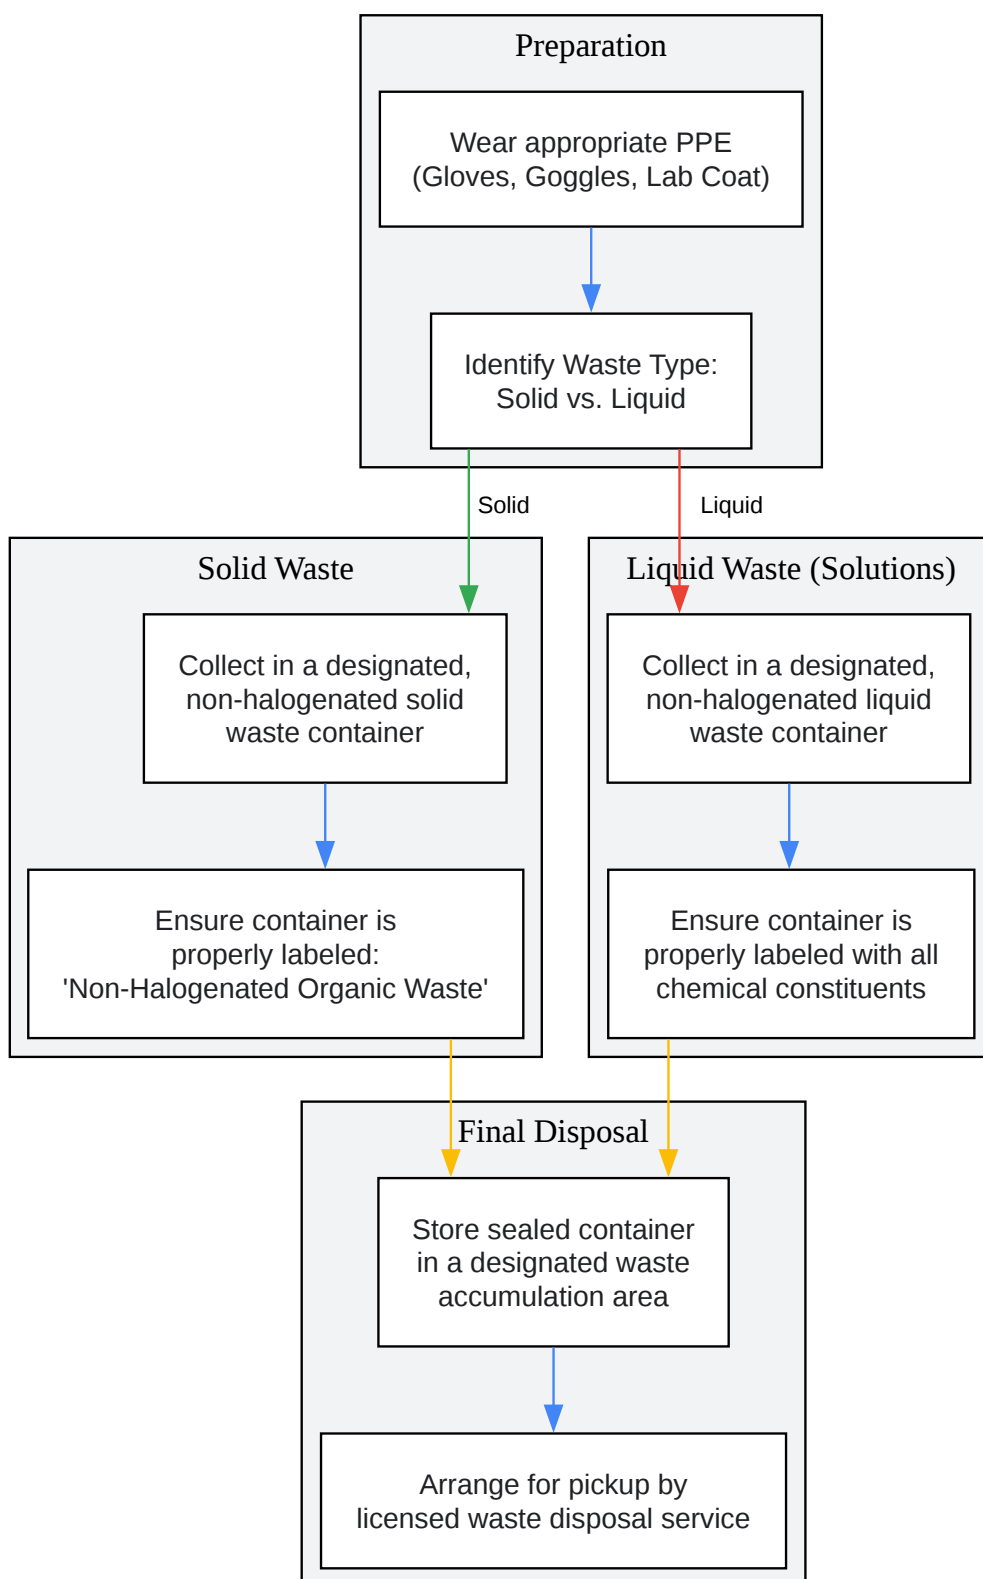 Preparation
Wear appropriate PPE
(Gloves, Goggles, Lab Coat)
Identify Waste Type:
Solid vs. Liquid
Solid
Liquid
Solid Waste
Collect in a designated,
non-halogenated solid
waste container
Ensure container is
properly labeled:
'Non-Halogenated Organic Waste'
Liquid Waste (Solutions)
Collect in a designated,
non-halogenated liquid
waste container
Ensure container is
properly labeled with all
chemical constituents
Final Disposal
Store sealed container
in a designated waste
accumulation area
Arrange for pickup by
licensed waste disposal service